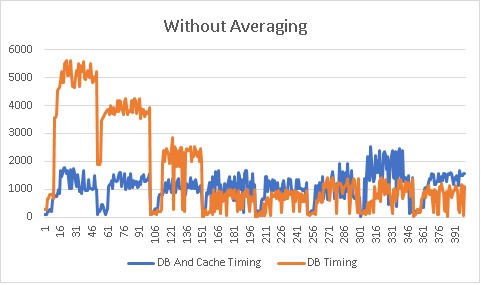 Without Averaging
6000
5000
4000
3000
2000
1000
0
1 16 31 46 61 76 91 106 121 136 151 166 181 196 211 226 241 256 271 286 301 316 331 346 361 376 391
DB And Cache Timing DB Timing